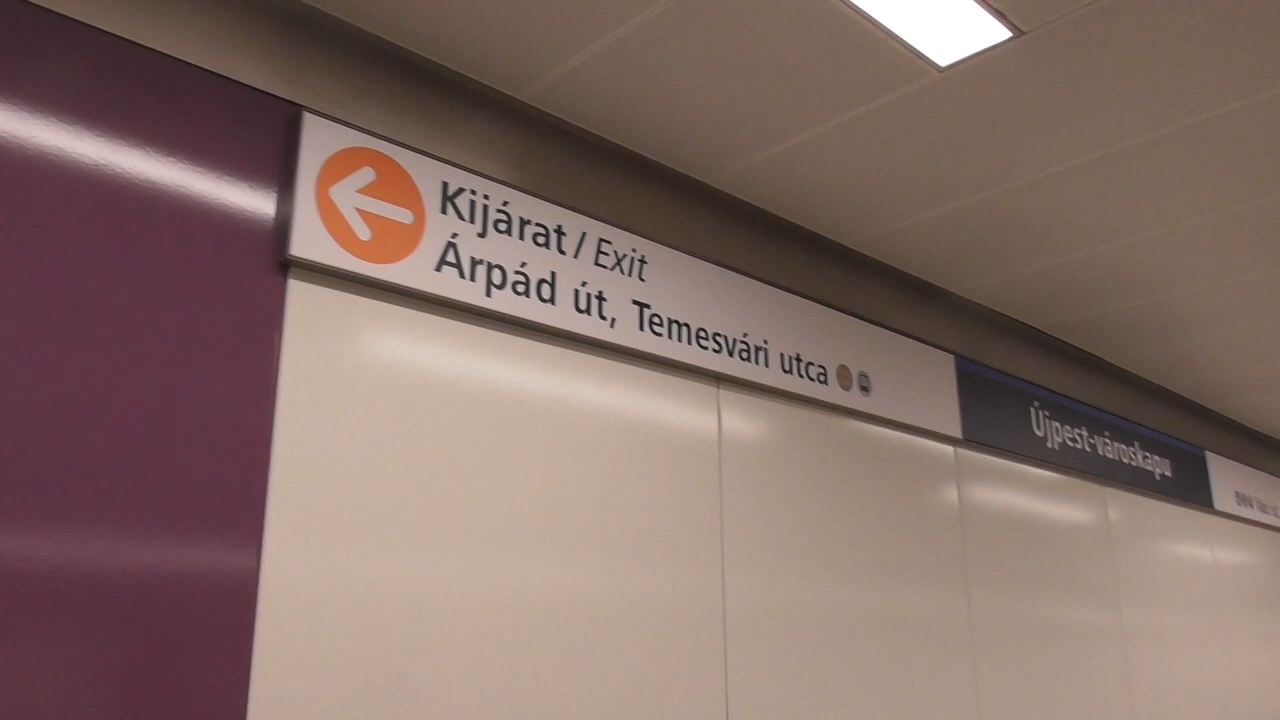 Kijárat / Exit
Árpád út, Temesvári utca
Újpest-városkapu